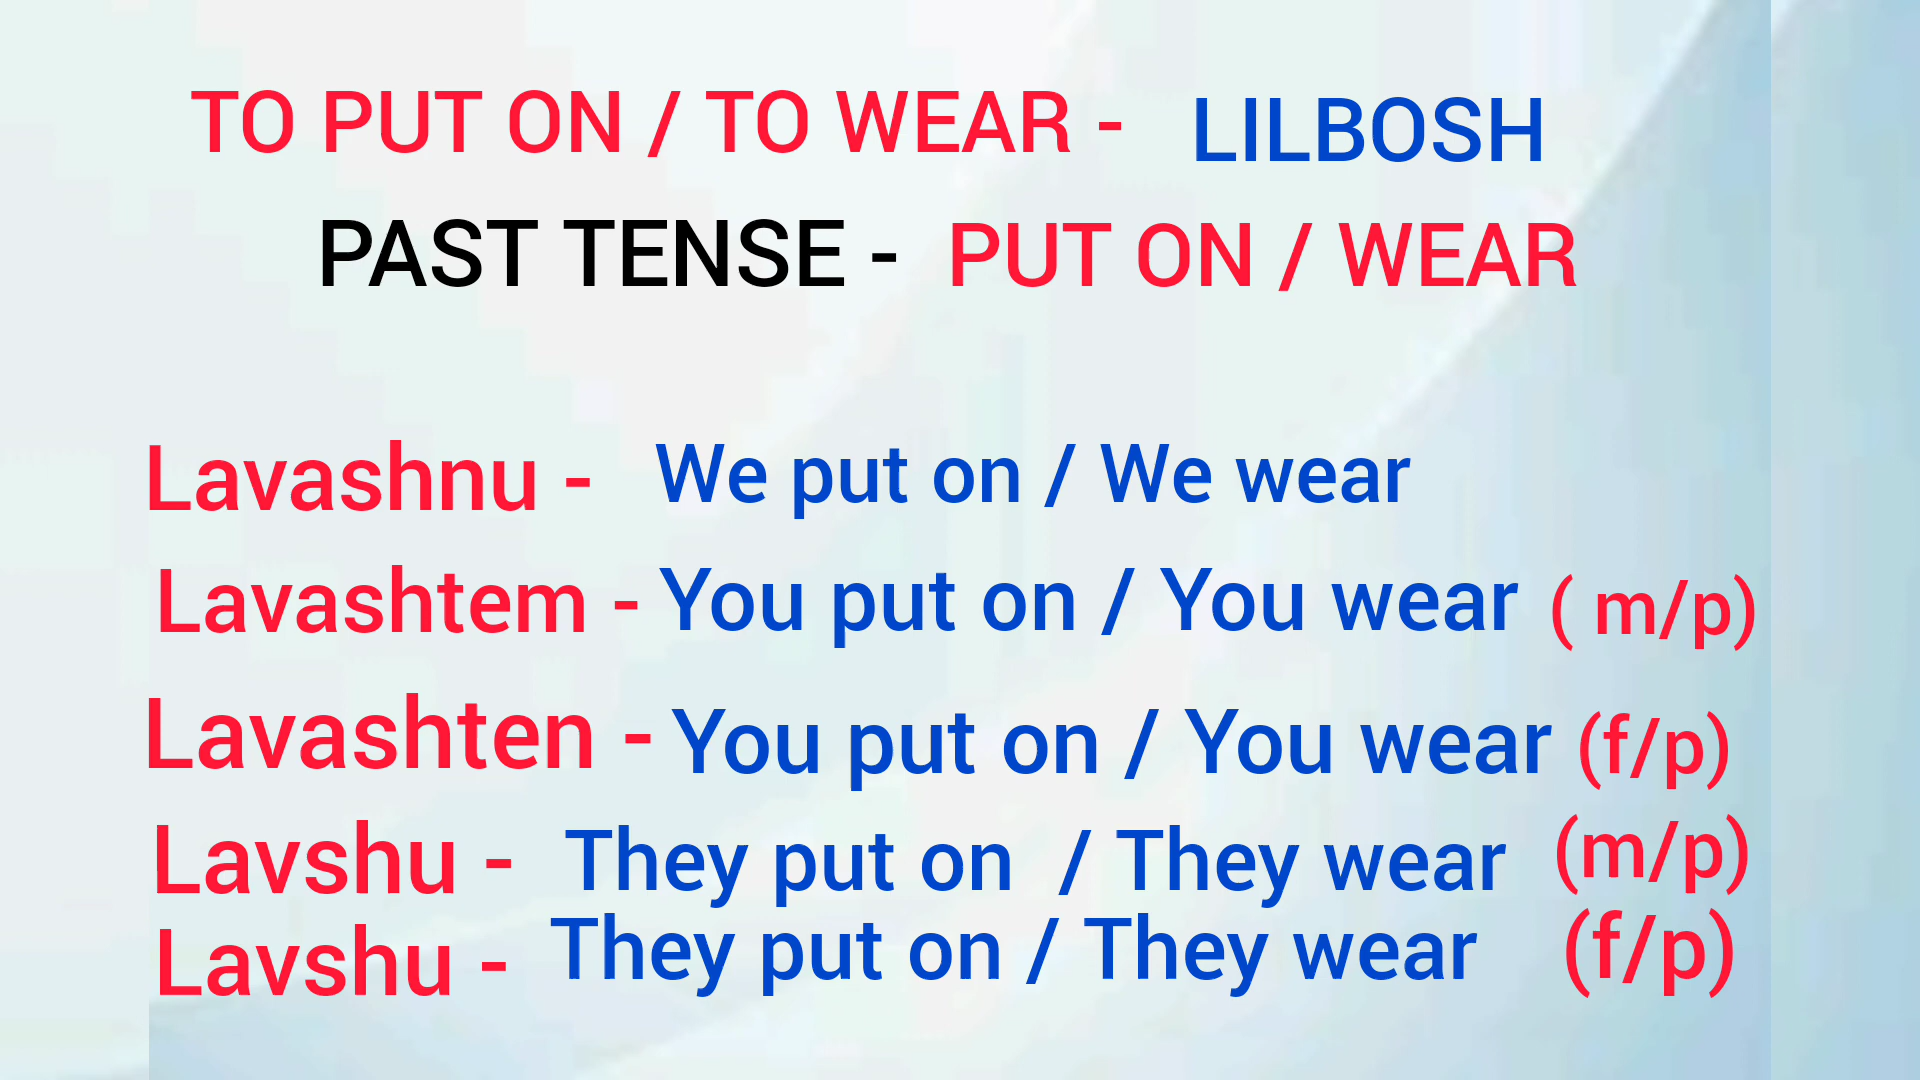 TO PUT ON / TO WEAR - LILBOSH
PAST TENSE - PUT ON / WEAR
Lavashnu - We put on / We wear
Lavashtem - You put on / You wear ( m/p)
Lavashten - You put on / You wear (f/p)
Lavshu - They put on / They wear (m/p)
Lavshu - They put on / They wear (f/p)